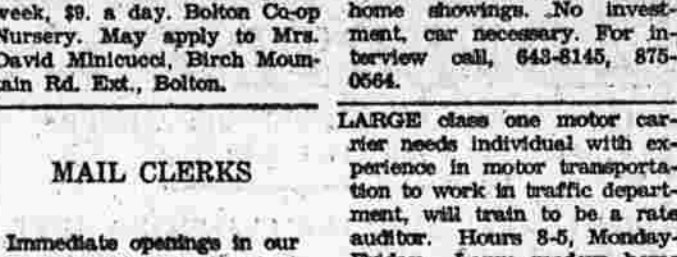 week, $9. a day. Bolton Co-op
Nursery. May apply to Mrs.
David Minicucci, Birch Moun-
tain Rd. Ext., Bolton.
MAIL CLERKS
Immediate openings in our
home showings. No invest-
ment, car necessary. For in-
terview call, 643-8145, 875-
0564.
LARGE class one motor car-
rier needs individual with ex-
perience in motor transporta-
tion to work in traffic depart-
ment, will train to be a rate
auditor. Hours 8-5, Monday-